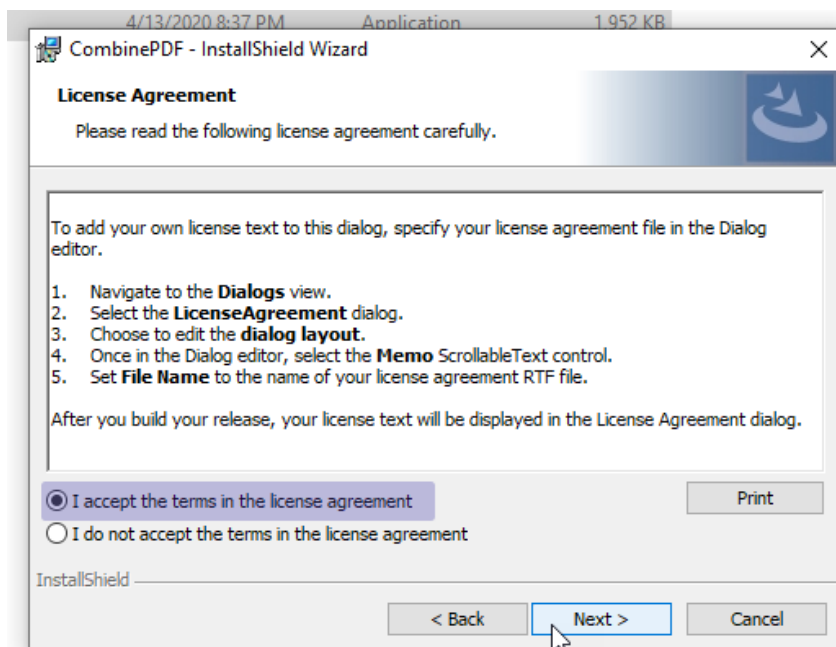 4/13/2020 8:37 PM Application 1,952 KB
CombinePDF - InstallShield Wizard
License Agreement
Please read the following license agreement carefully.
To add your own license text to this dialog, specify your license agreement file in the Dialog
editor.
1. Navigate to the Dialogs view.
2. Select the LicenseAgreement dialog.
3. Choose to edit the dialog layout.
4. Once in the Dialog editor, select the Memo ScrollableText control.
5. Set File Name to the name of your license agreement RTF file.
After you build your release, your license text will be displayed in the License Agreement dialog.
I accept the terms in the license agreement
Print
I do not accept the terms in the license agreement
InstallShield
< Back Next > Cancel